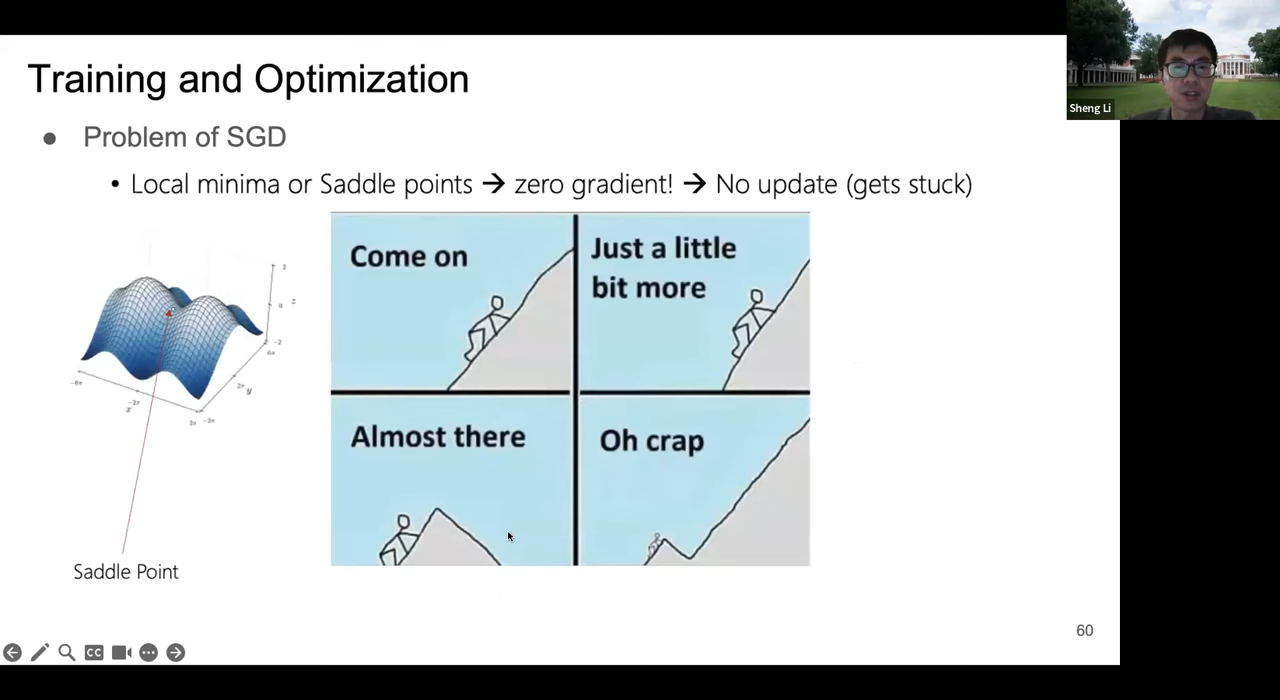 Training and Optimization
Sheng Li
● Problem of SGD
• Local minima or Saddle points → zero gradient! → No update (gets stuck)
Come on
Just a little
bit more
Almost there
Oh crap
z
y
x
Saddle Point
60
CC